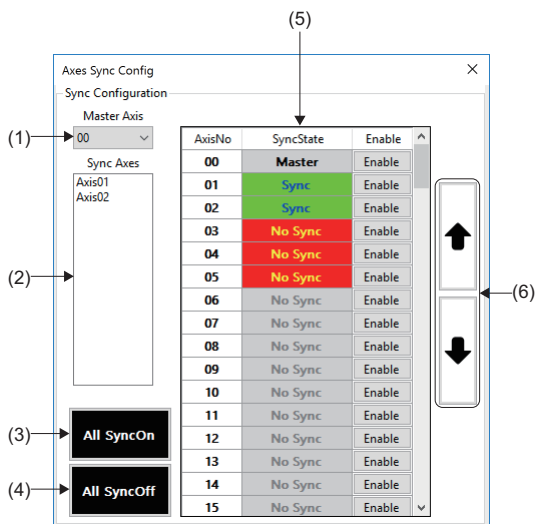 (5)
Axes Sync Config
Sync Configuration
Master Axis
(1)
00
Sync Axes
Axis01
Axis02
(2)
(3)
All SyncOn
(4)
All SyncOff
AxisNo SyncState Enable
00 Master Enable
01 Sync Enable
02 Sync Enable
03 No Sync Enable
04 No Sync Enable
05 No Sync Enable
06 No Sync Enable
07 No Sync Enable
08 No Sync Enable
09 No Sync Enable
10 No Sync Enable
11 No Sync Enable
12 No Sync Enable
13 No Sync Enable
14 No Sync Enable
15 No Sync Enable
(6)